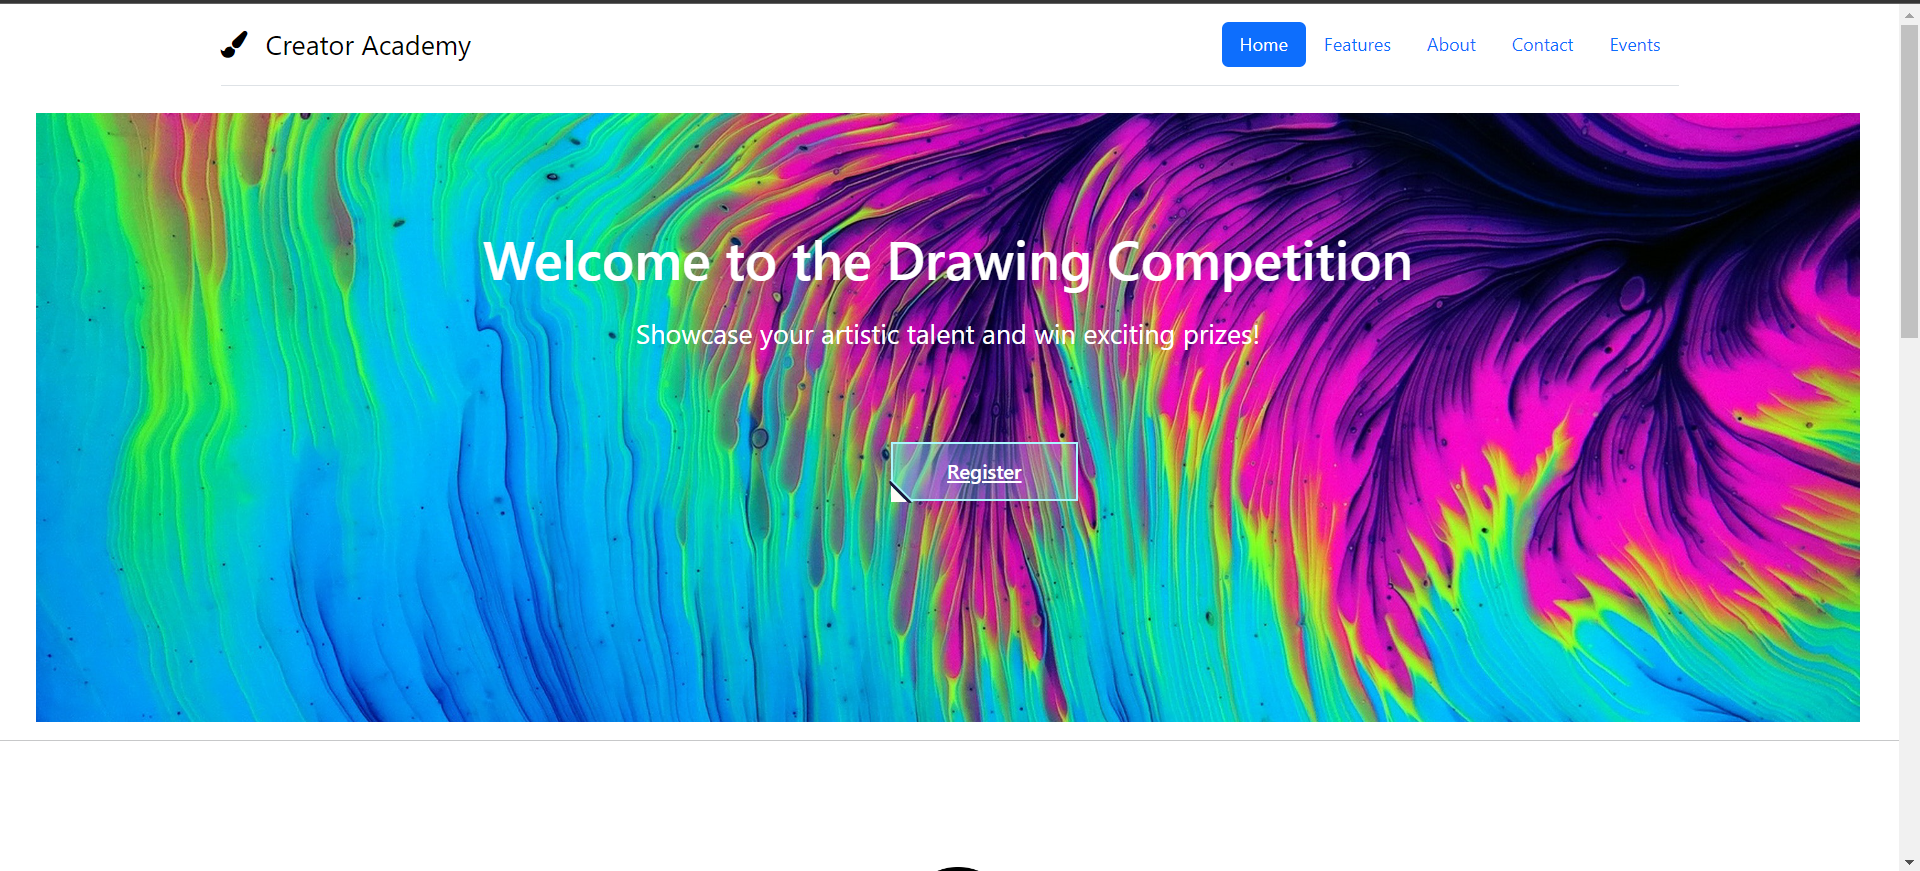 Creator Academy
Home Features About Contact Events
Welcome to the Drawing Competition
Showcase your artistic talent and win exciting prizes!
Register